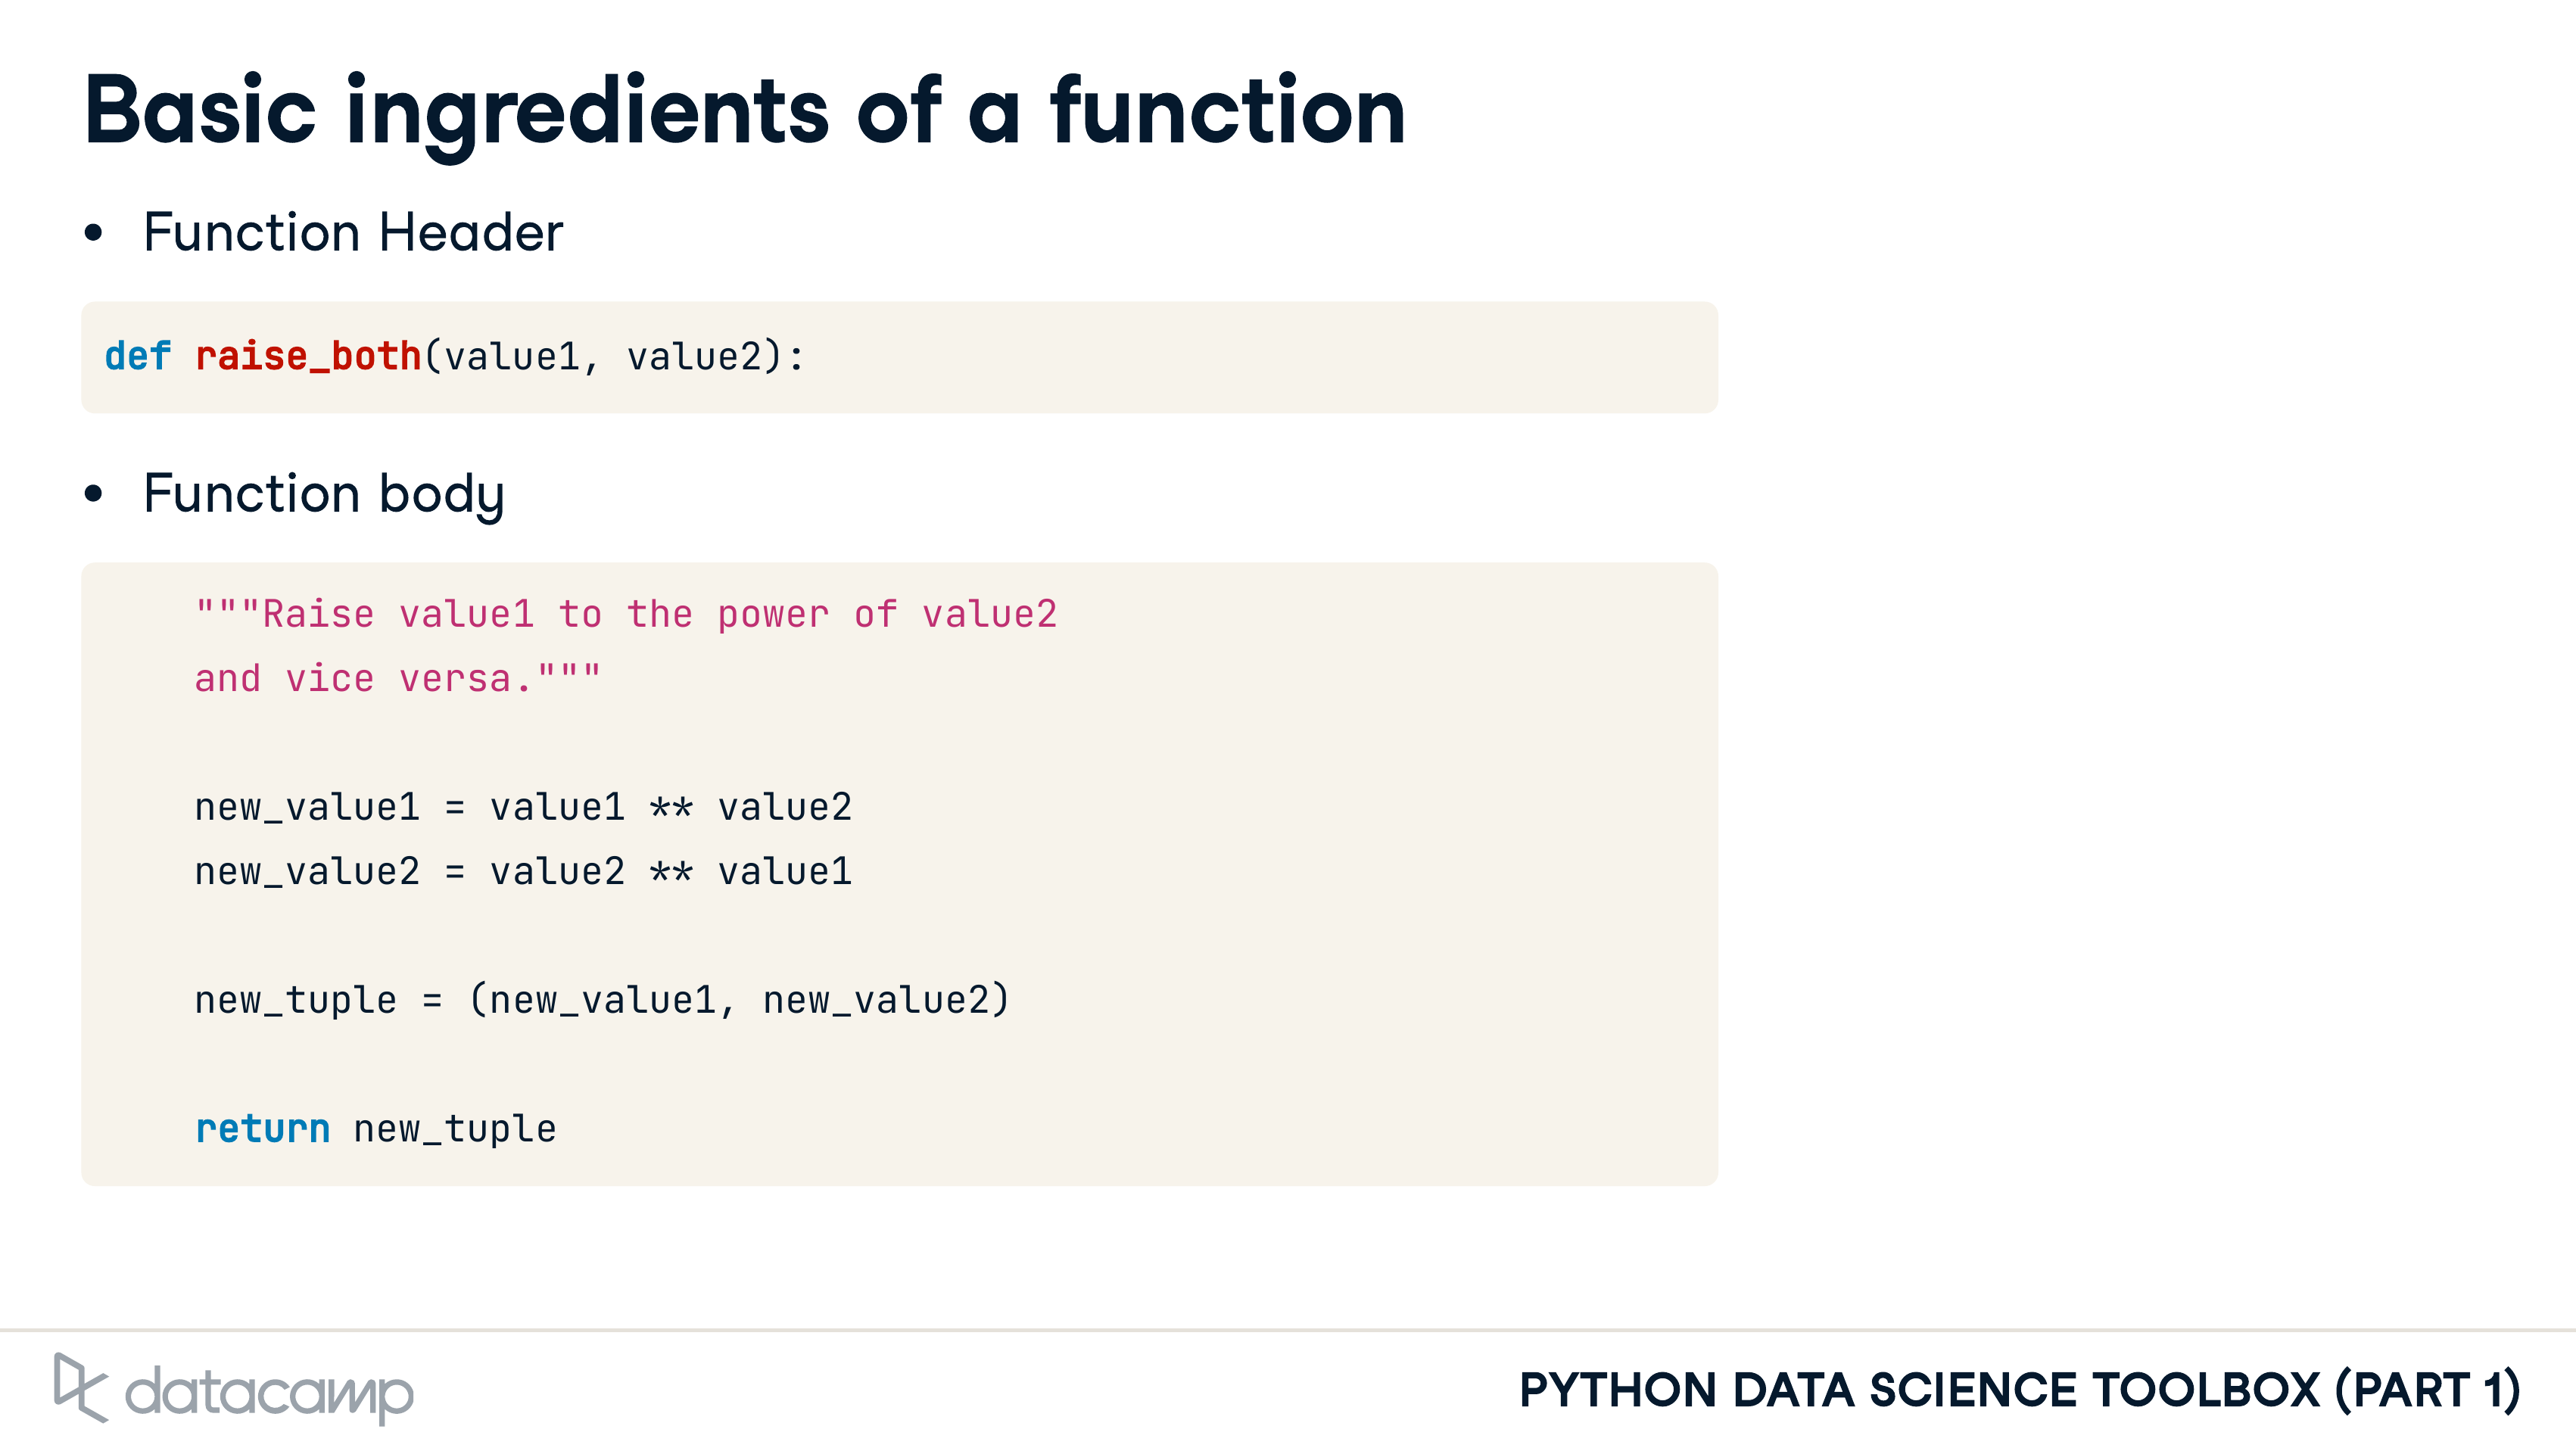 Basic ingredients of a function
• Function Header
def raise_both(value1, value2):
• Function body
"""Raise value1 to the power of value2
and vice versa."""
new_value1 = value1 ** value2
new_value2 = value2 ** value1
new_tuple = (new_value1, new_value2)
return new_tuple
datacamp
PYTHON DATA SCIENCE TOOLBOX (PART 1)